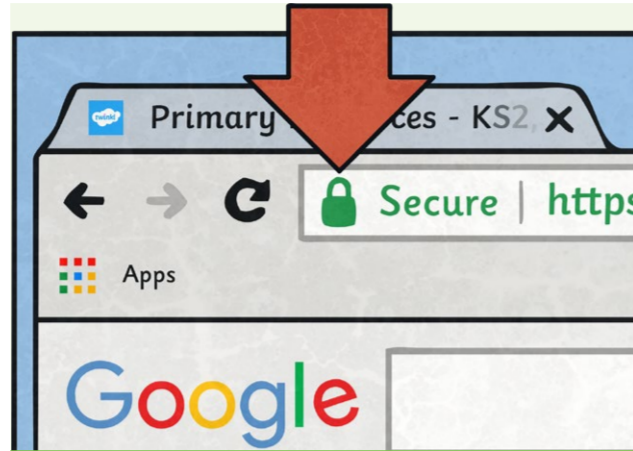 twinkl
Primary ces - KS2,
Secure | https
Apps
Google